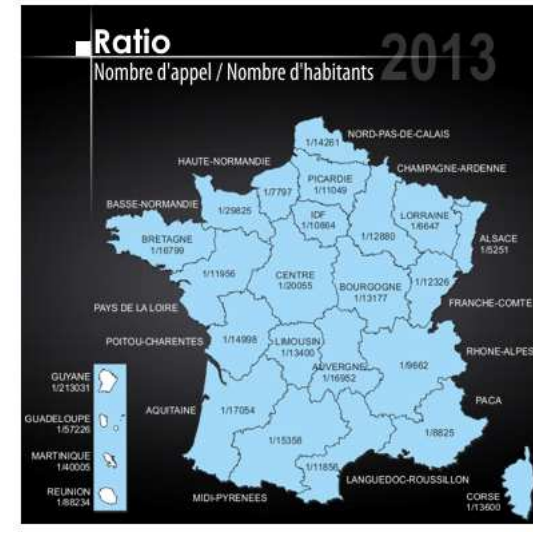 Ratio
2013
Nombre d'appel / Nombre d'habitants
NORD-PAS-DE-CALAIS
1/14261
HAUTE-NORMANDIE
CHAMPAGNE-ARDENNE
PICARDIE
1/11049
1/7797
BASSE-NORMANDIE
1/29825
IDF
1/10864
LORRAINE
1/6647
1/12880
ALSACE
1/5251
BRETAGNE
1/16799
1/11956
CENTRE
1/20055
BOURGOGNE
1/13177
1/12326
FRANCHE-COMTE
PAYS DE LA LOIRE
POITOU-CHARENTES
1/14998
LIMOUSIN
1/13400
RHONE-ALPES
AUVERGNE
1/16952
1/9662
GUYANE
1/213031
PACA
AQUITAINE
1/17054
GUADELOUPE
1/57226
1/8825
1/15358
MARTINIQUE
1/40005
1/11856
LANGUEDOC-ROUSSILLON
REUNION
1/88234
MIDI-PYRENEES
CORSE
1/13600